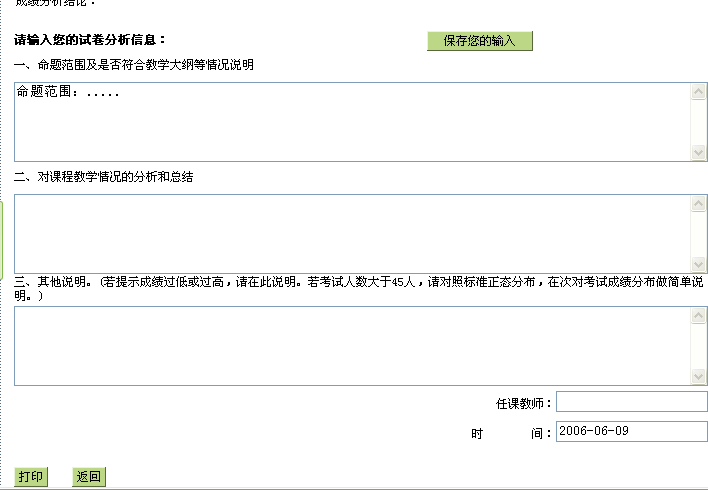 成绩分析结论：
请输入您的试卷分析信息：
保存您的输入
一、命题范围及是否符合教学大纲等情况说明
命题范围：.....
二、对课程教学情况的分析和总结
三、其他说明。(若提示成绩过低或过高，请在此说明。若考试人数大于45人，请对照标准正态分布，在次对考试成绩分布做简单说
明。)
任课教师：
时 间：2006-06-09
打印 返回